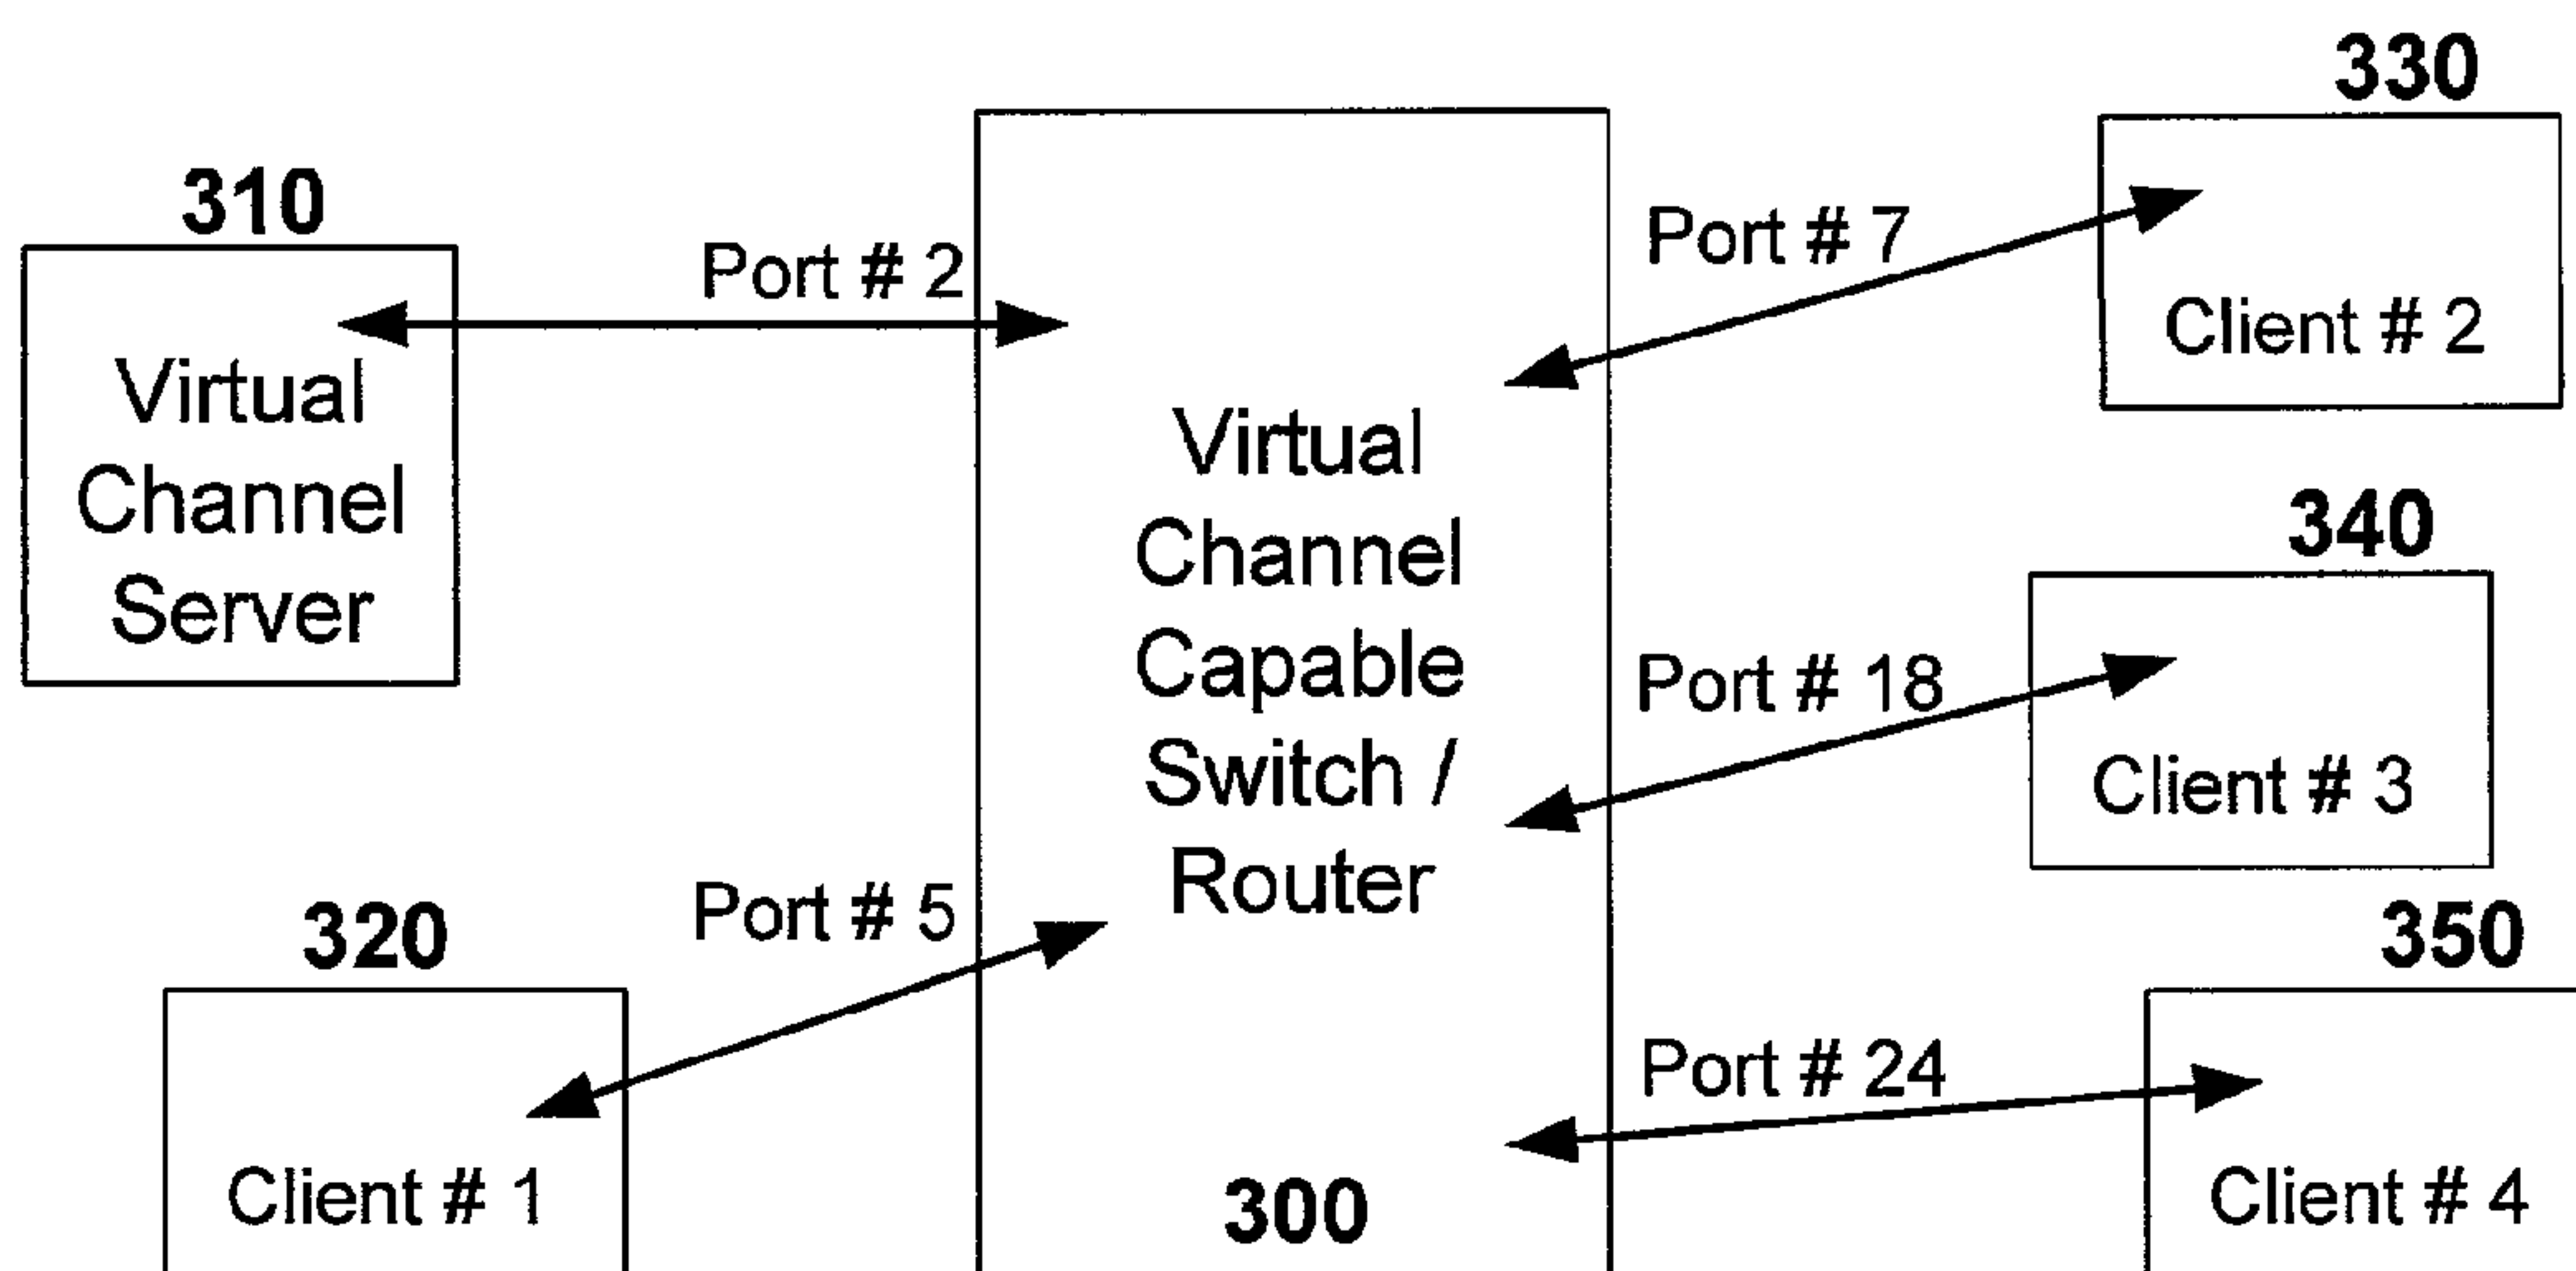 330
310
Port # 2
Port # 7
Client # 2
Virtual
Channel
Server
Virtual
Channel
Capable
Switch /
Router
300
340
Port # 18
Client # 3
320
Port # 5
Client # 1
350
Port # 24
Client # 4